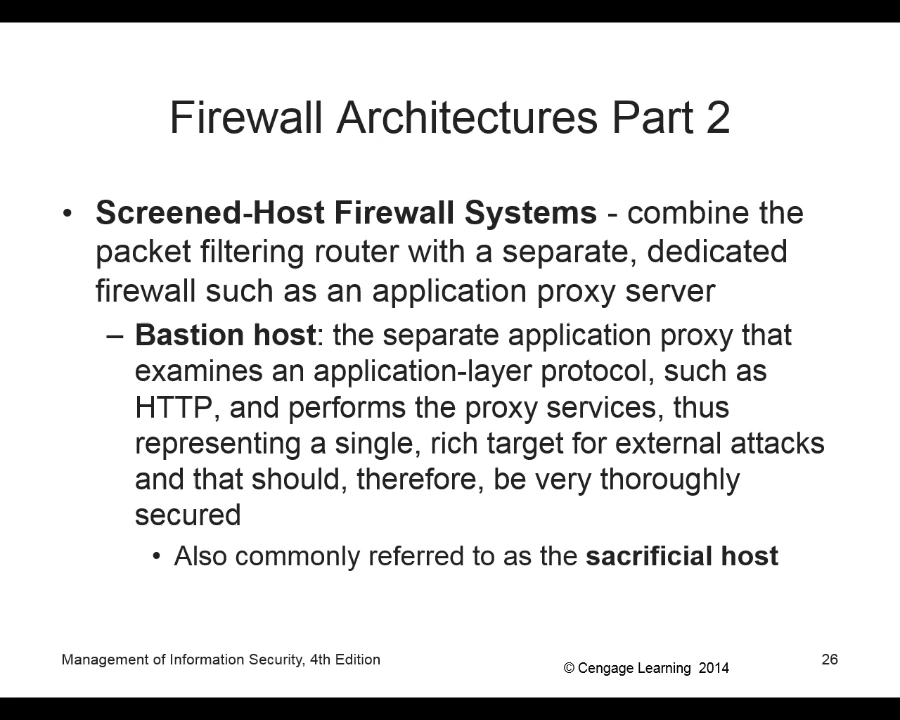 Firewall Architectures Part 2
• Screened-Host Firewall Systems - combine the
packet filtering router with a separate, dedicated
firewall such as an application proxy server
– Bastion host: the separate application proxy that
examines an application-layer protocol, such as
HTTP, and performs the proxy services, thus
representing a single, rich target for external attacks
and that should, therefore, be very thoroughly
secured
• Also commonly referred to as the sacrificial host
Management of Information Security, 4th Edition
© Cengage Learning 2014
26